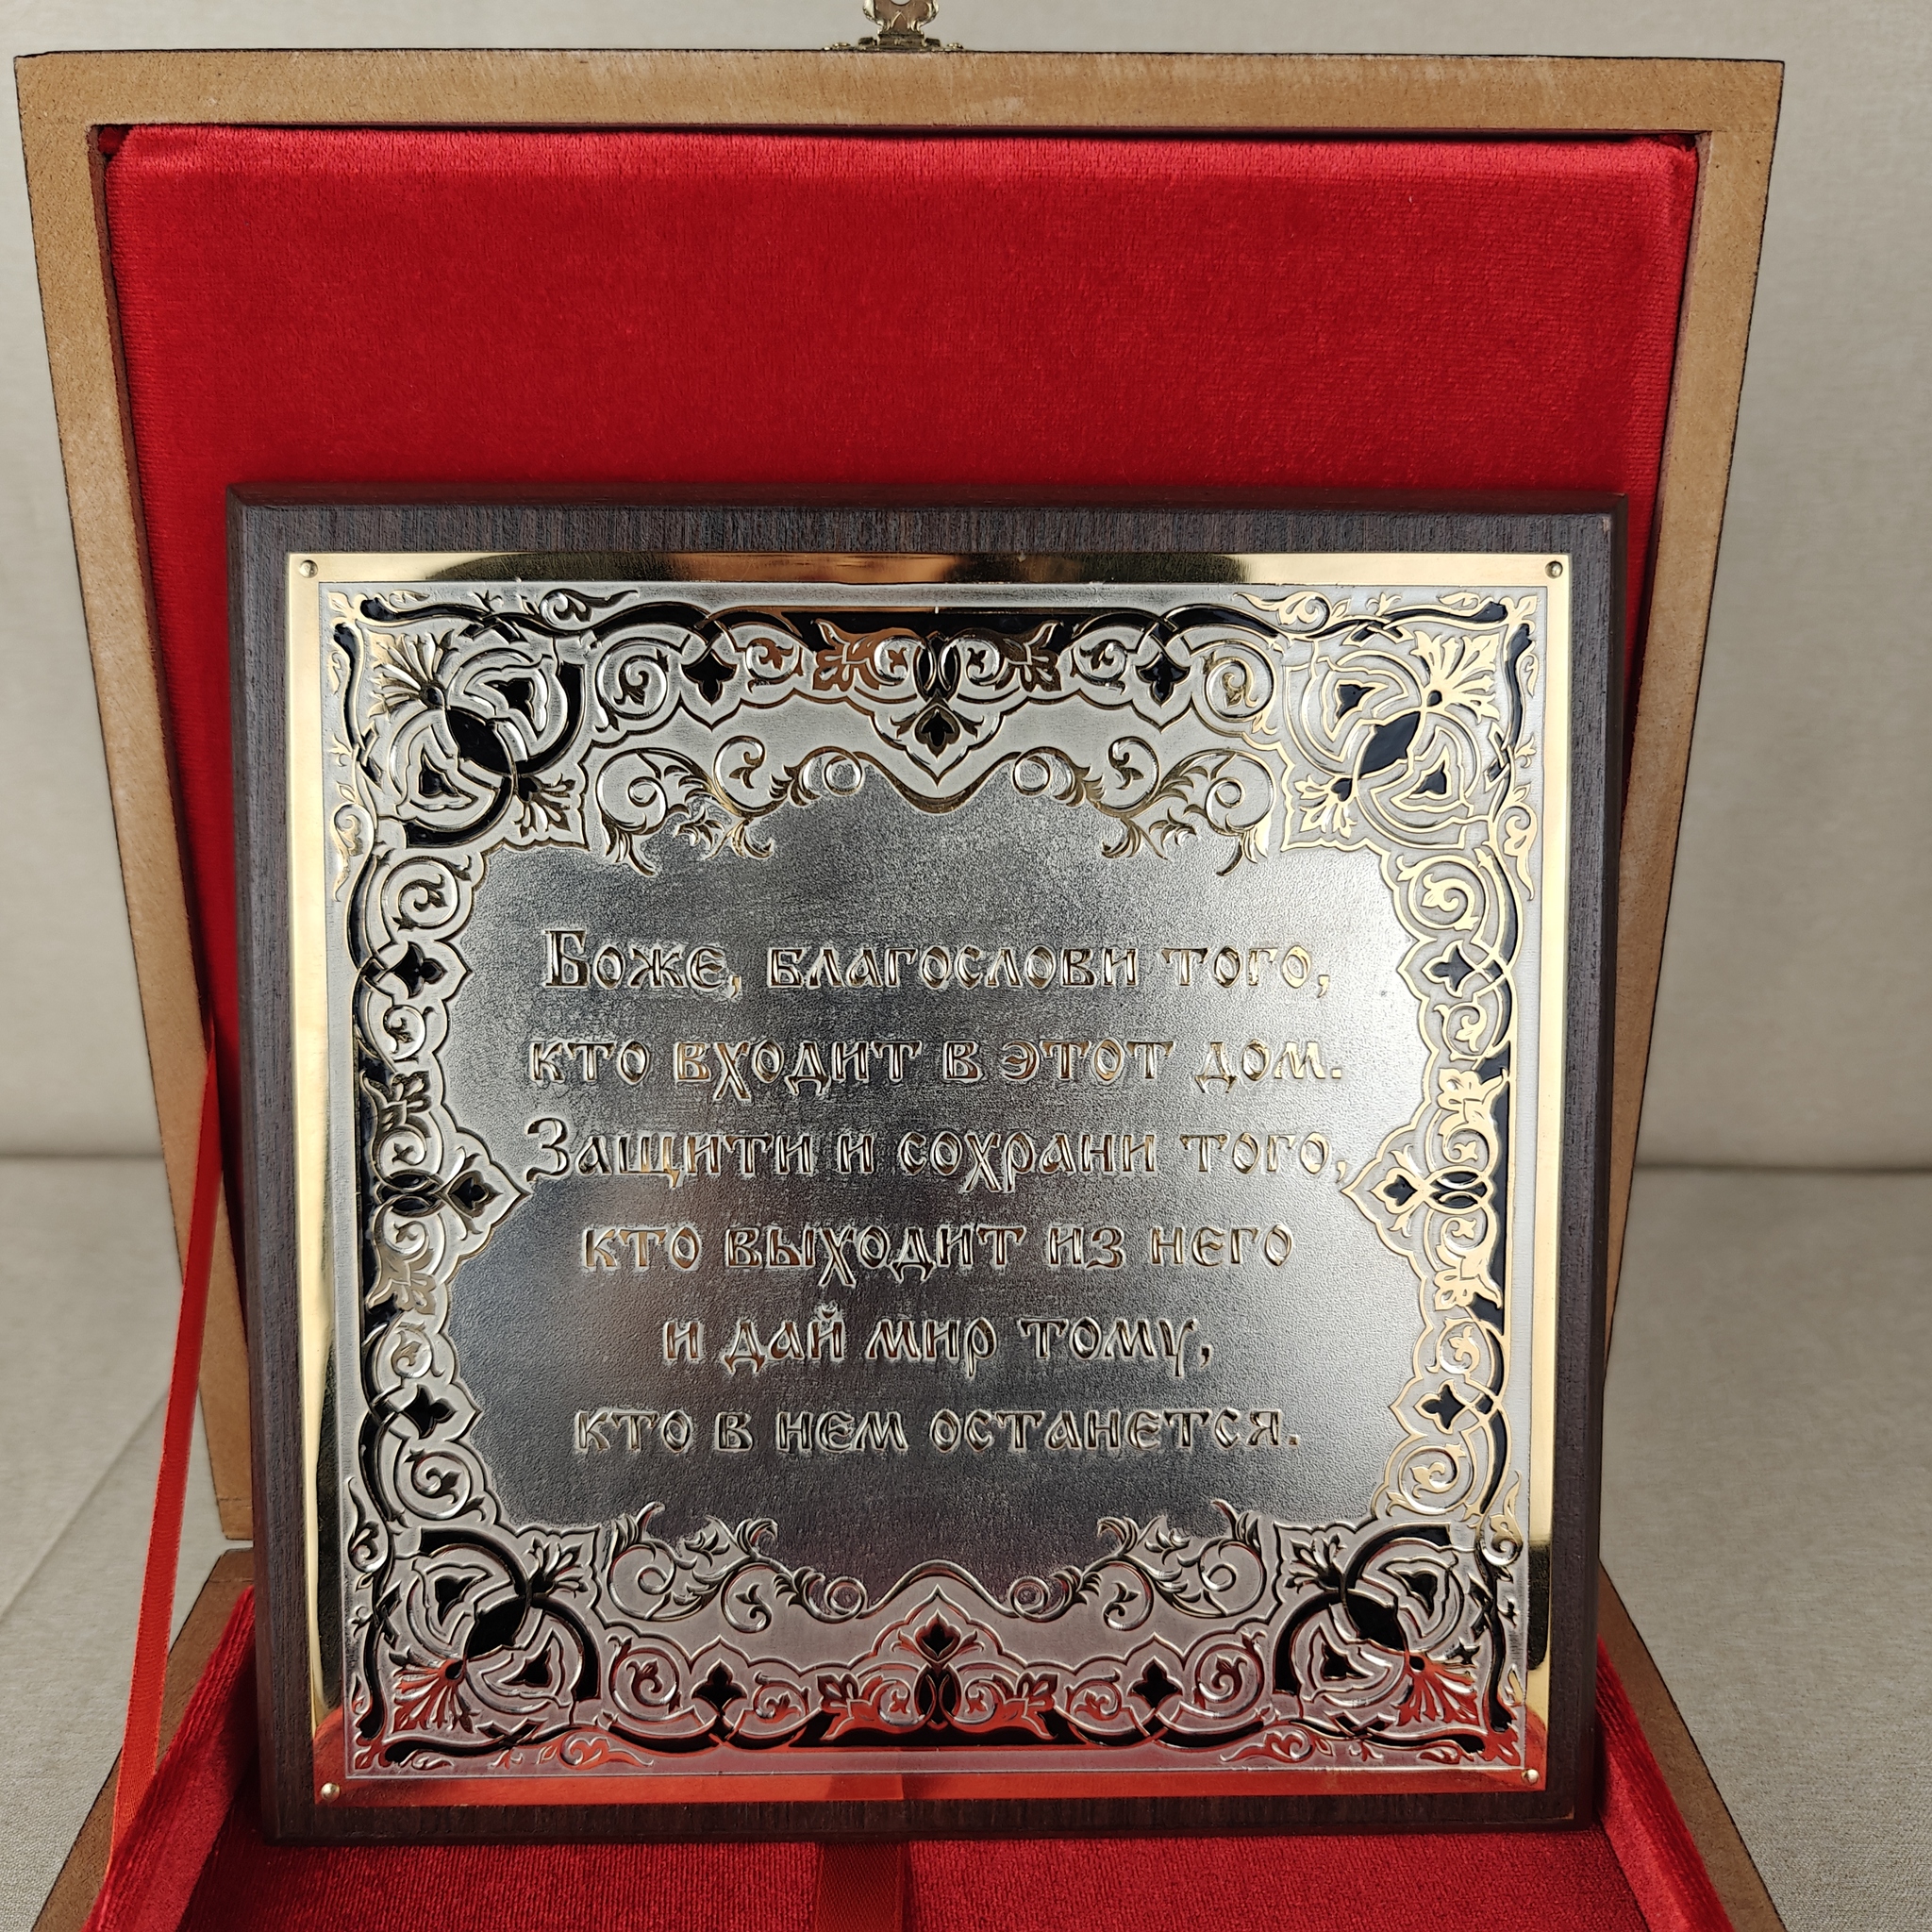 Боже, благослови того,
кто входит в этот дом.
Защити и сохрани того,
кто выходит из него
и дай мир тому,
кто в нем останется.